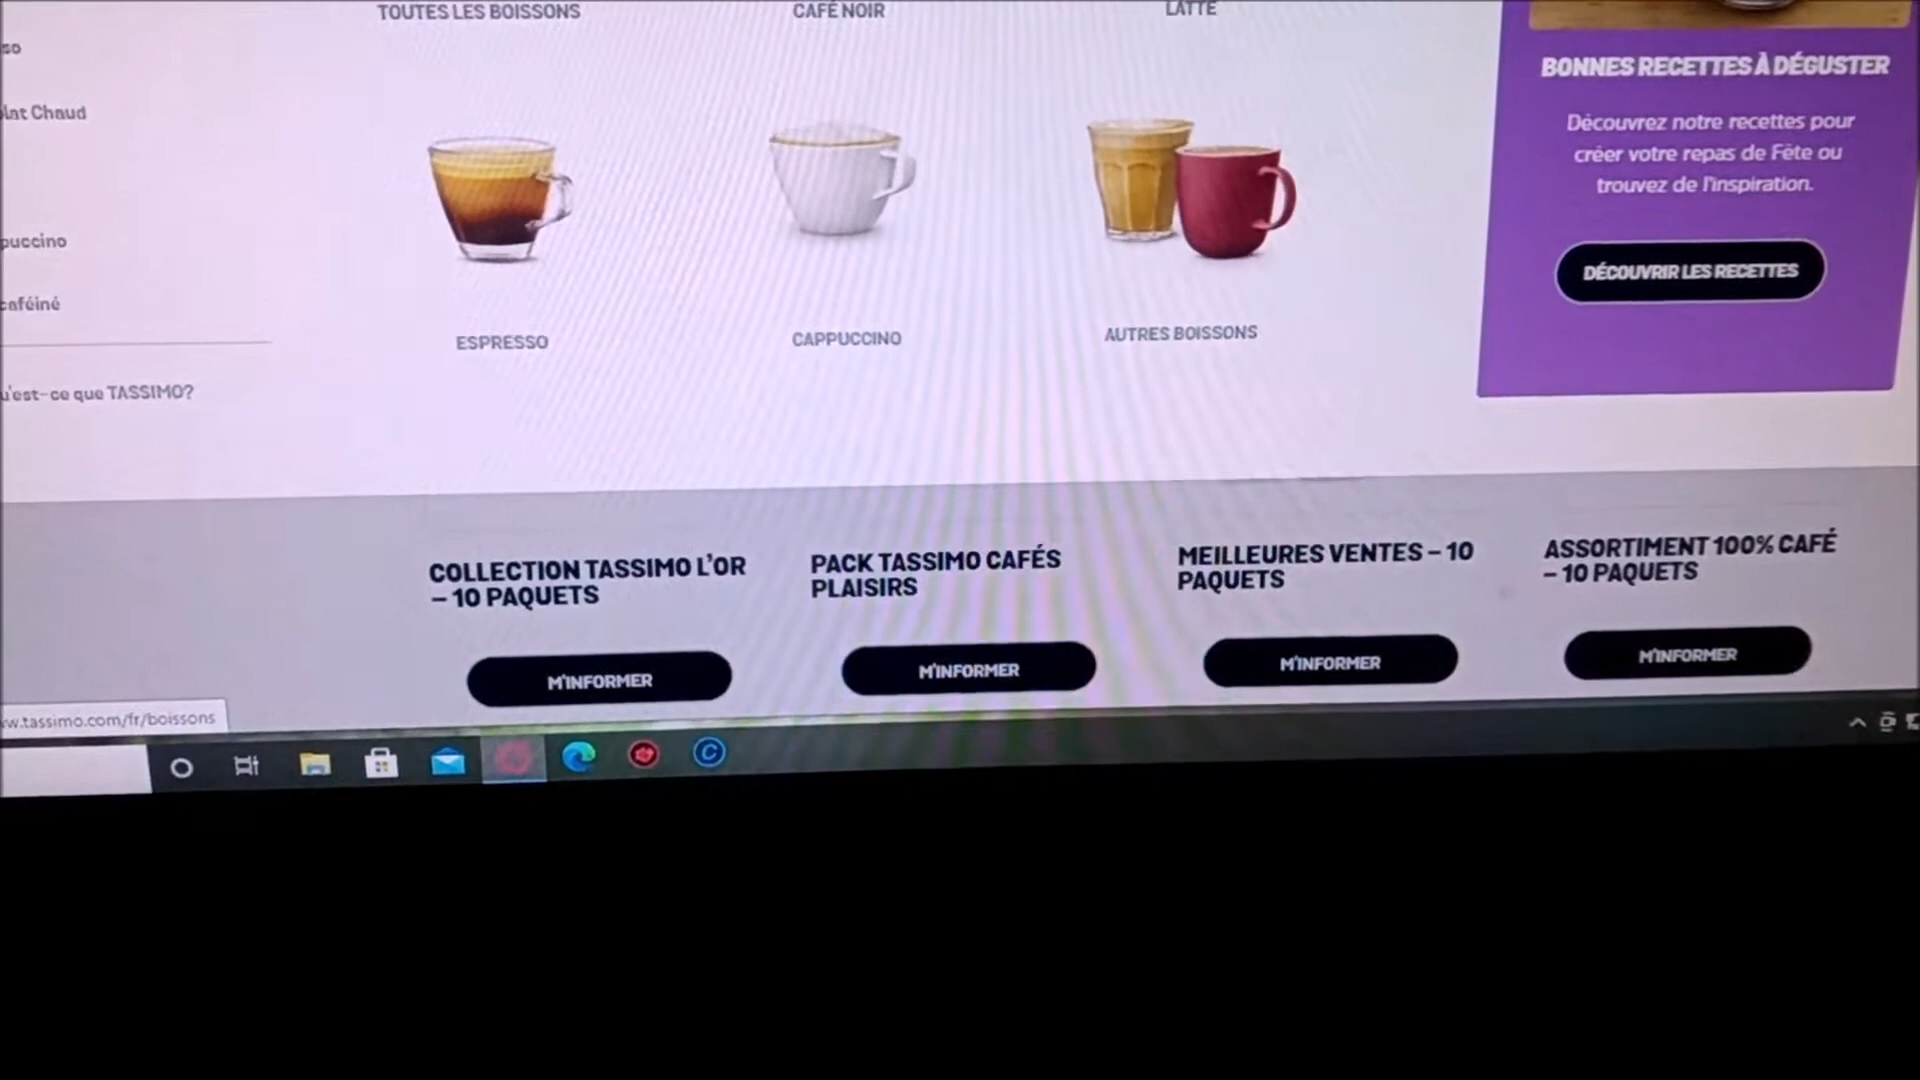 TOUTES LES BOISSONS
CAFÉ NOIR
LATTE
so
lat Chaud
puccino
caféiné
u'est-ce que TASSIMO?
ESPRESSO
CAPPUCCINO
AUTRES BOISSONS
BONNES RECETTES À DÉGUSTER
Découvrez notre recettes pour
créer votre repas de Fête ou
trouvez de l'inspiration.
DÉCOUVRIR LES RECETTES
COLLECTION TASSIMO L'OR
– 10 PAQUETS
M'INFORMER
PACK TASSIMO CAFÉS
PLAISIRS
M'INFORMER
MEILLEURES VENTES – 10
PAQUETS
M'INFORMER
ASSORTIMENT 100% CAFÉ
– 10 PAQUETS
M'INFORMER
w.tassimo.com/fr/boissons